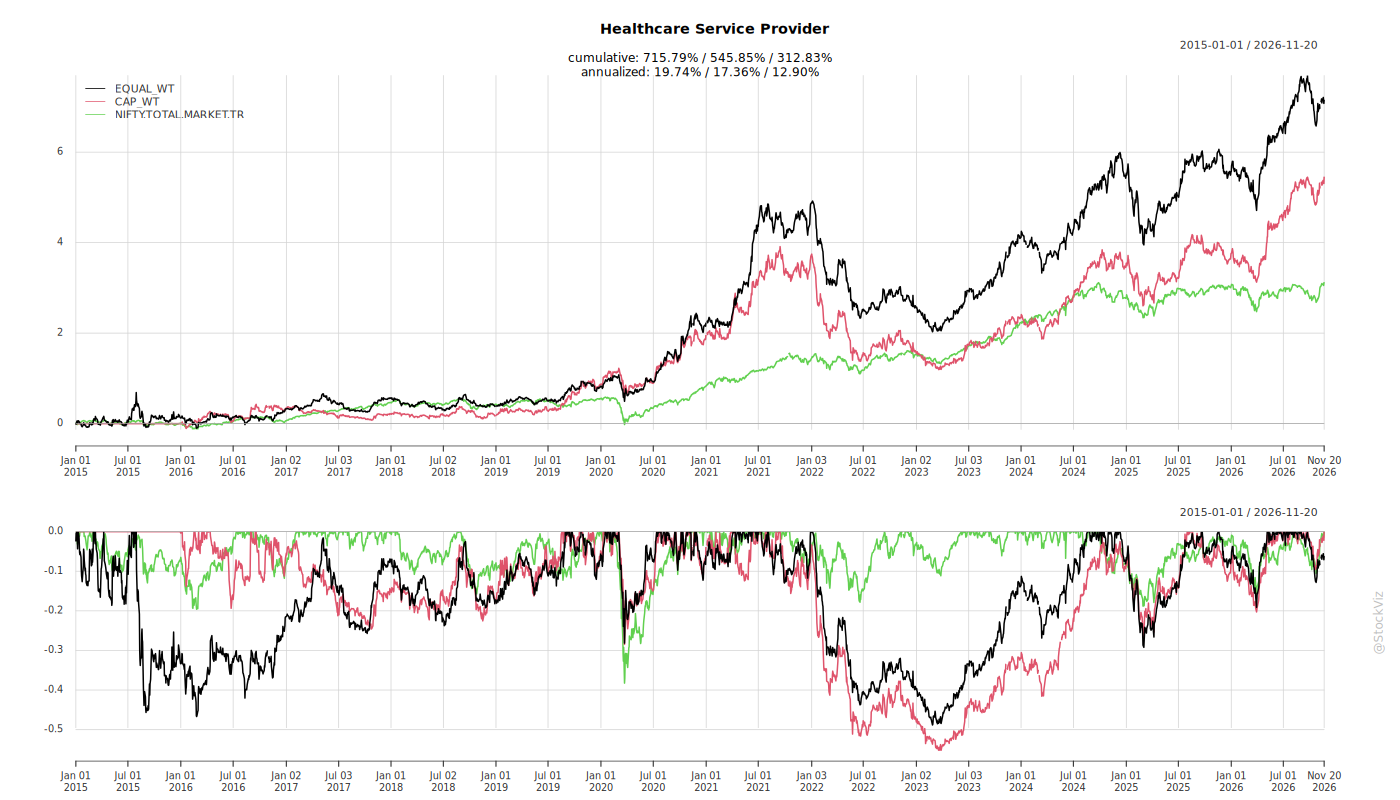 Healthcare Service Provider
2015-01-01 / 2026-11-20
cumulative: 715.79% / 545.85% / 312.83%
annualized: 19.74% / 17.36% / 12.90%
EQUAL_WT
CAP_WT
NIFTY.TOTAL.MARKET.TR
6
4
2
0
Jan 01 Jul 01 Jan 01 Jul 01 Jan 02 Jul 03 Jan 01 Jul 02 Jan 01 Jul 01 Jan 01 Jul 01 Jan 01 Jul 01 Jan 03 Jul 01 Jan 02 Jul 03 Jan 01 Jul 01 Jan 01 Jul 01 Jan 01 Jul 01 Nov 20
2015 2015 2016 2016 2017 2017 2018 2018 2019 2019 2020 2020 2021 2021 2022 2022 2023 2023 2024 2024 2025 2025 2026 2026 2026
2015-01-01 / 2026-11-20
0.0
-0.1
-0.2
-0.3
-0.4
-0.5
Jan 01 Jul 01 Jan 01 Jul 01 Jan 02 Jul 03 Jan 01 Jul 02 Jan 01 Jul 01 Jan 01 Jul 01 Jan 01 Jul 01 Jan 03 Jul 01 Jan 02 Jul 03 Jan 01 Jul 01 Jan 01 Jul 01 Jan 01 Jul 01 Nov 20
2015 2015 2016 2016 2017 2017 2018 2018 2019 2019 2020 2020 2021 2021 2022 2022 2023 2023 2024 2024 2025 2025 2026 2026 2026
@StockViz